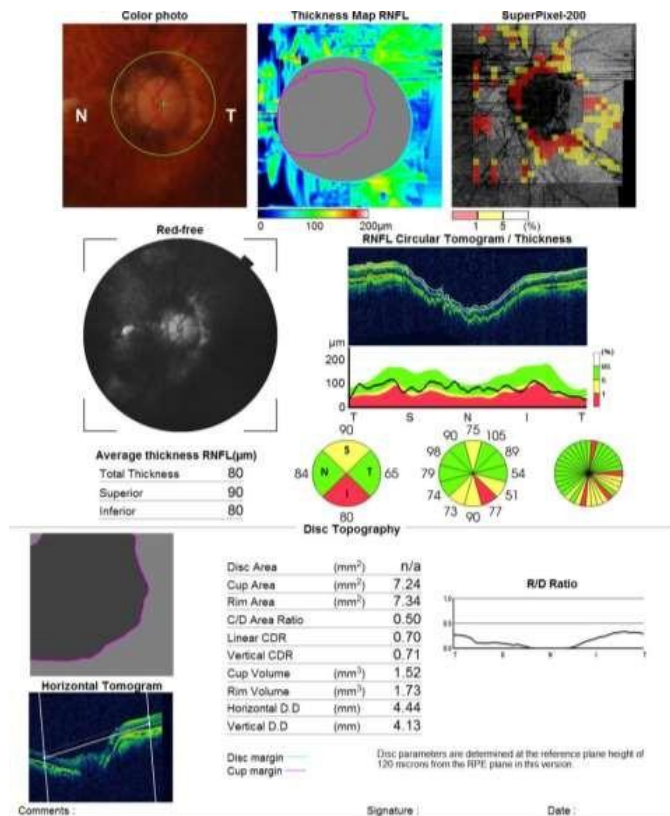 Color photo
Thickness Map RNFL
SuperPixel-200
N
T
0
100
200µm
1
5
(%)
Red-free
RNFL Circular Tomogram / Thickness
µm
200
100
0
T
S
N
I
T
(%)
95
5
1
Average thickness RNFL(µm)
Total Thickness 80
Superior 90
Inferior 80
90
S
84
N
T
65
I
80
75
90
105
98
89
79
54
74
51
73
77
90
Disc Topography
Disc Area (mm²) n/a
Cup Area (mm²) 7.24
Rim Area (mm²) 7.34
C/D Area Ratio 0.50
Linear CDR 0.70
Vertical CDR 0.71
Cup Volume (mm³) 1.52
Rim Volume (mm³) 1.73
Horizontal D.D (mm) 4.44
Vertical D.D (mm) 4.13
Disc margin
Cup margin
R/D Ratio
1.0
0.5
0.0
T
S
N
I
T
Horizontal Tomogram
Disc parameters are determined at the reference plane height of
120 microns from the RPE plane in this version.
Comments :
Signature :
Date :